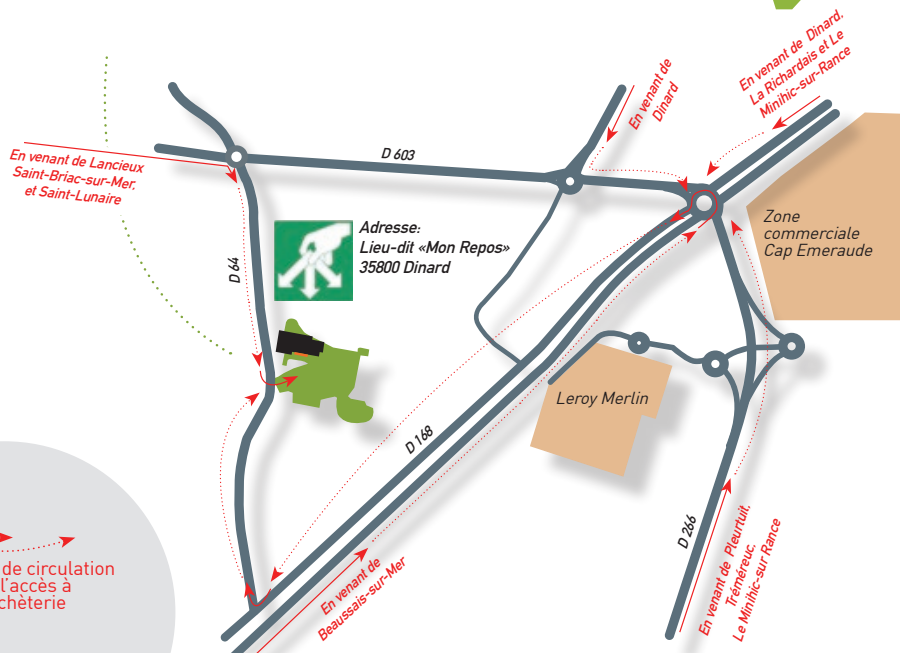 En venant de Dinard,
La Richardais et Le
Minihic-sur-Rance
En venant de
Dinard
D 603
En venant de Lancieux
Saint-Briac-sur-Mer,
et Saint-Lunaire
Adresse:
Lieu-dit «Mon Repos»
35800 Dinard
Zone
commerciale
Cap Emeraude
D 64
Leroy Merlin
D 168
D 266
En venant de
Beaussais-sur-Mer
En venant de Pleurtuit,
Tréméreuc,
Le Minihic-sur Rance
de circulation
l'accès à
chèterie